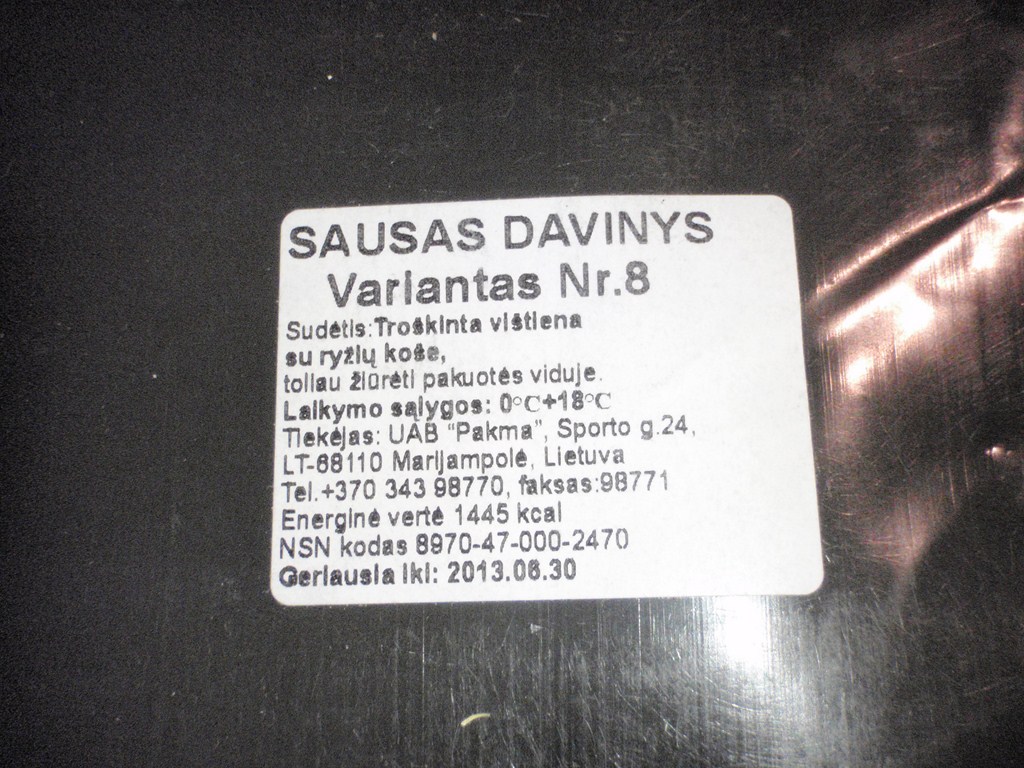 SAUSAS DAVINYS
Variantas Nr.8
Sudėtis:Troškinta vištiena
su ryžių koše,
toliau žiūrėti pakuotės viduje.
Laikymo sąlygos: 0°C+18°C
Tiekėjas: UAB "Pakma", Sporto g.24,
LT-68110 Marijampolė, Lietuva
Tel.+370 343 98770, faksas:98771
Energinė vertė 1445 kcal
NSN kodas 8970-47-000-2470
Geriausia iki: 2013.06.30